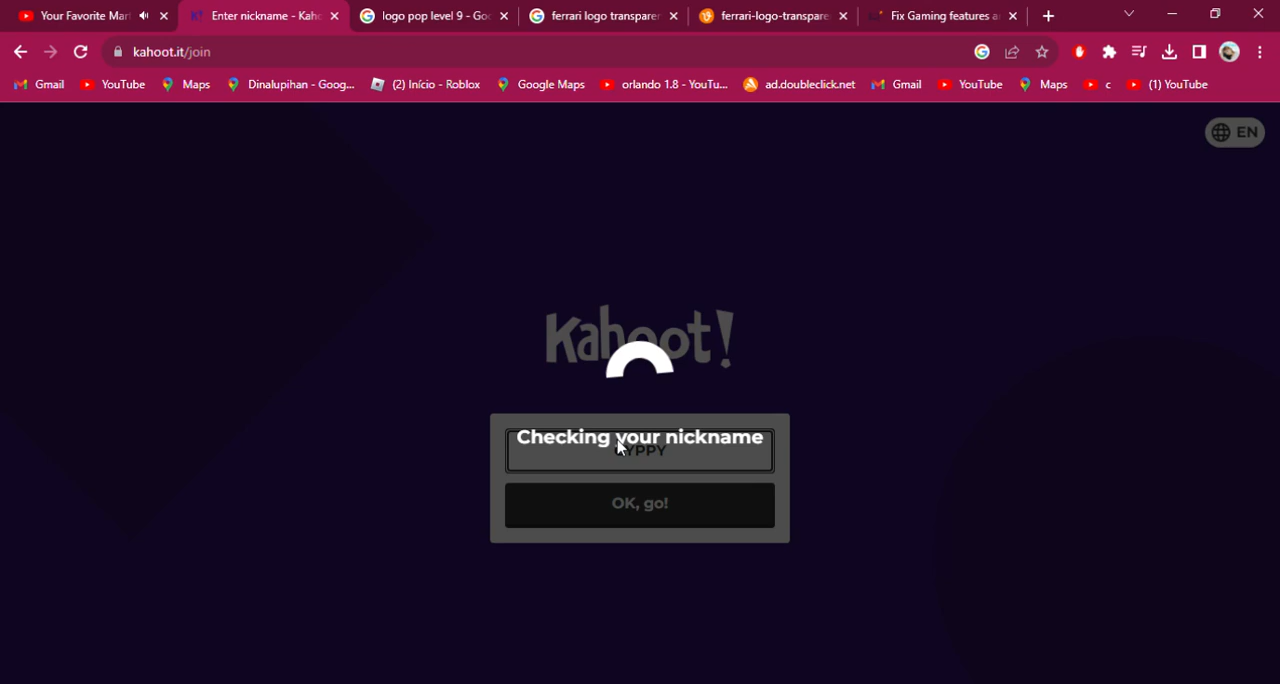 Your Favorite Mar
Enter nickname - Kah
logo pop level 9 - Goo
ferrari logo transparen
ferrari-logo-transpare
Fix Gaming features a
kahoot.it/join
Gmail
YouTube
Maps
Dinalupihan - Goog...
(2) Início - Roblox
Google Maps
orlando 1.8 - YouTu...
ad.doubleclick.net
Gmail
YouTube
Maps
c
(1) YouTube
EN
Kahoot!
Checking your nickname
OK, go!